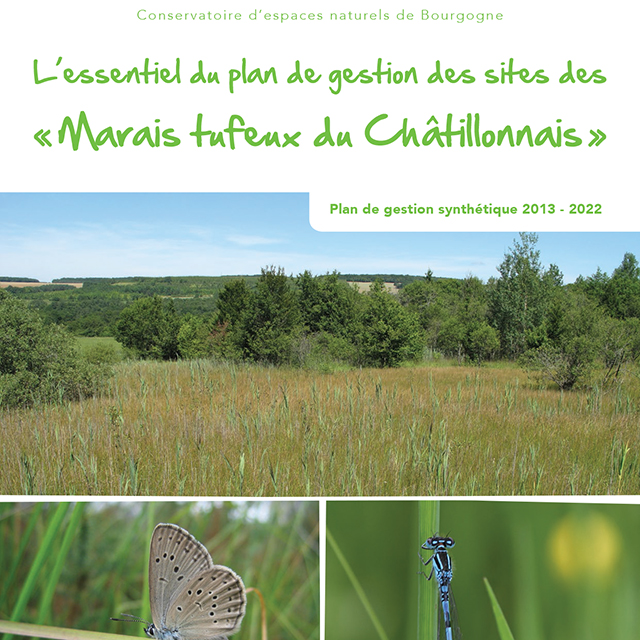 Conservatoire d'espaces naturels de Bourgogne
L'essentiel du plan de gestion des sites des
« Marais tufeux du Châtillonnais »
Plan de gestion synthétique 2013 - 2022